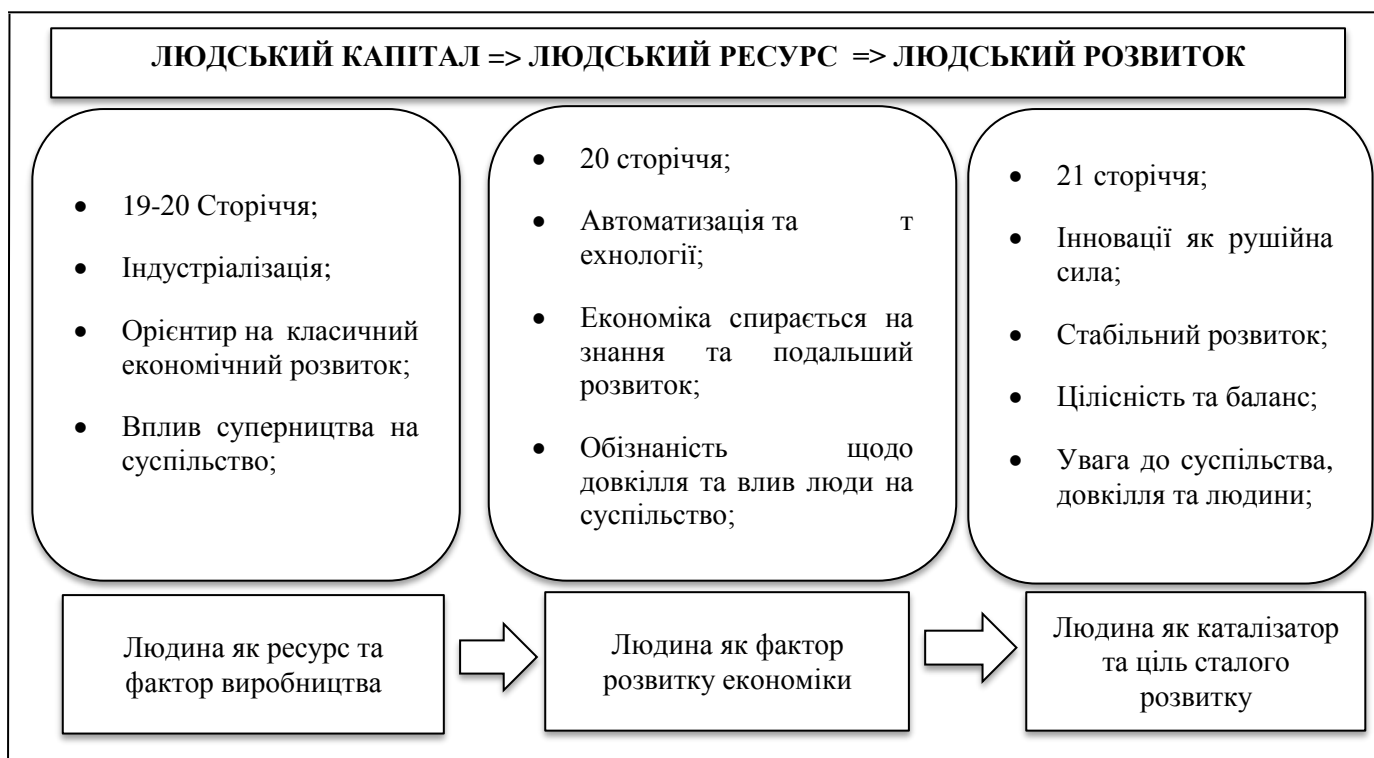 ЛЮДСЬКИЙ КАПІТАЛ => ЛЮДСЬКИЙ РЕСУРС => ЛЮДСЬКИЙ РОЗВИТОК
• 19-20 Сторіччя;
• Індустріалізація;
• Орієнтир на класичний
економічний розвиток;
• Вплив суперництва на
суспільство;
• 20 сторіччя;
• Автоматизація та т
ехнології;
• Економіка спирається на
знання та подальший
розвиток;
• Обізнаність щодо
довкілля та влив люди на
суспільство;
• 21 сторіччя;
• Інновації як рушійна
сила;
• Стабільний розвиток;
• Цілісність та баланс;
• Увага до суспільства,
довкілля та людини;
Людина як ресурс та
фактор виробництва
Людина як фактор
розвитку економіки
Людина як каталізатор
та ціль сталого
розвитку